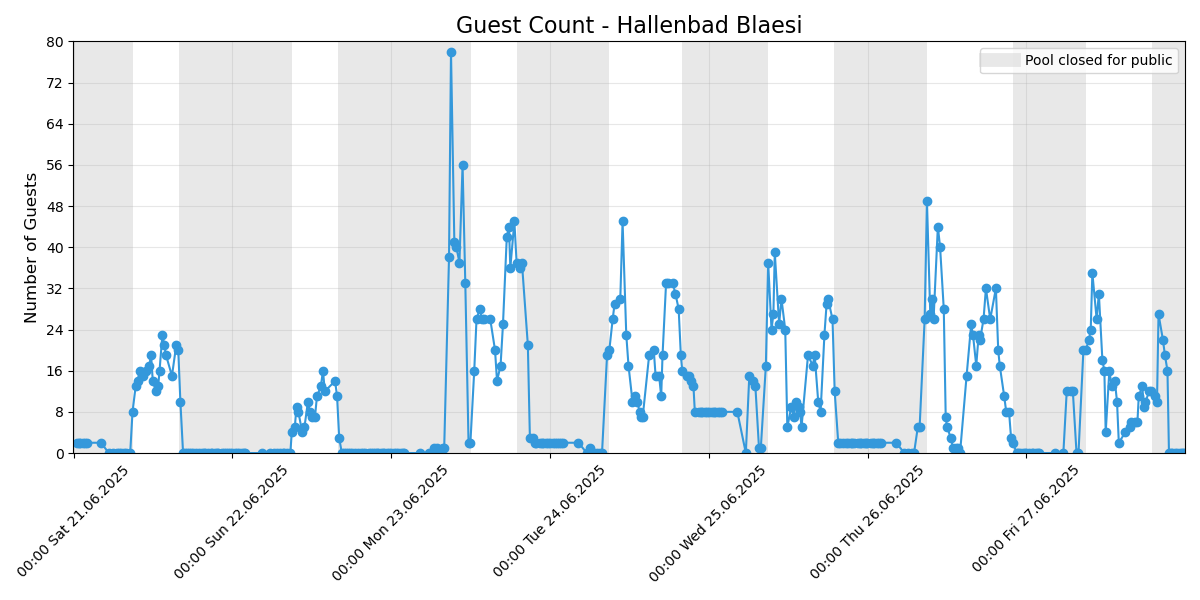 Guest Count - Hallenbad Blaesi
Pool closed for public
Number of Guests
80
72
64
56
48
40
32
24
16
8
0
00:00 Sat 21.06.2025
00:00 Sun 22.06.2025
00:00 Mon 23.06.2025
00:00 Tue 24.06.2025
00:00 Wed 25.06.2025
00:00 Thu 26.06.2025
00:00 Fri 27.06.2025